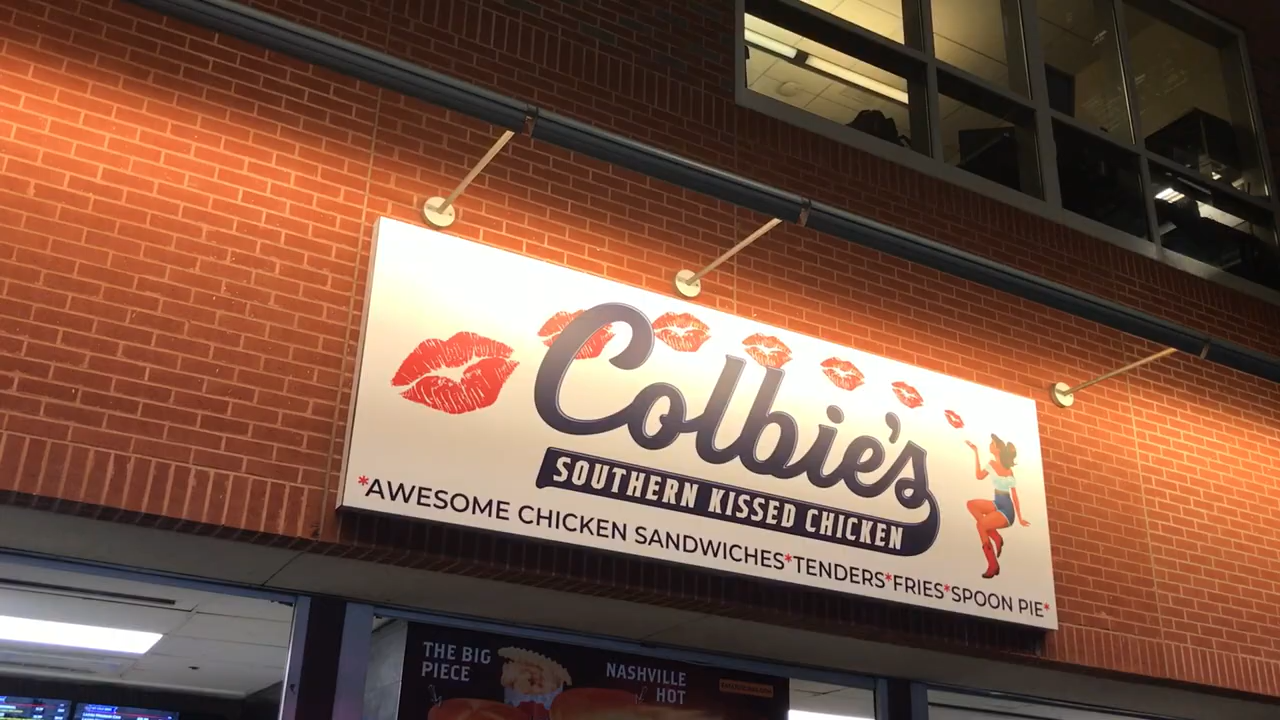 Colbie's
SOUTHERN KISSED CHICKEN
*AWESOME CHICKEN SANDWICHES*TENDERS*FRIES*SPOON PIE*
THE BIG
PIECE
NASHVILLE
HOT